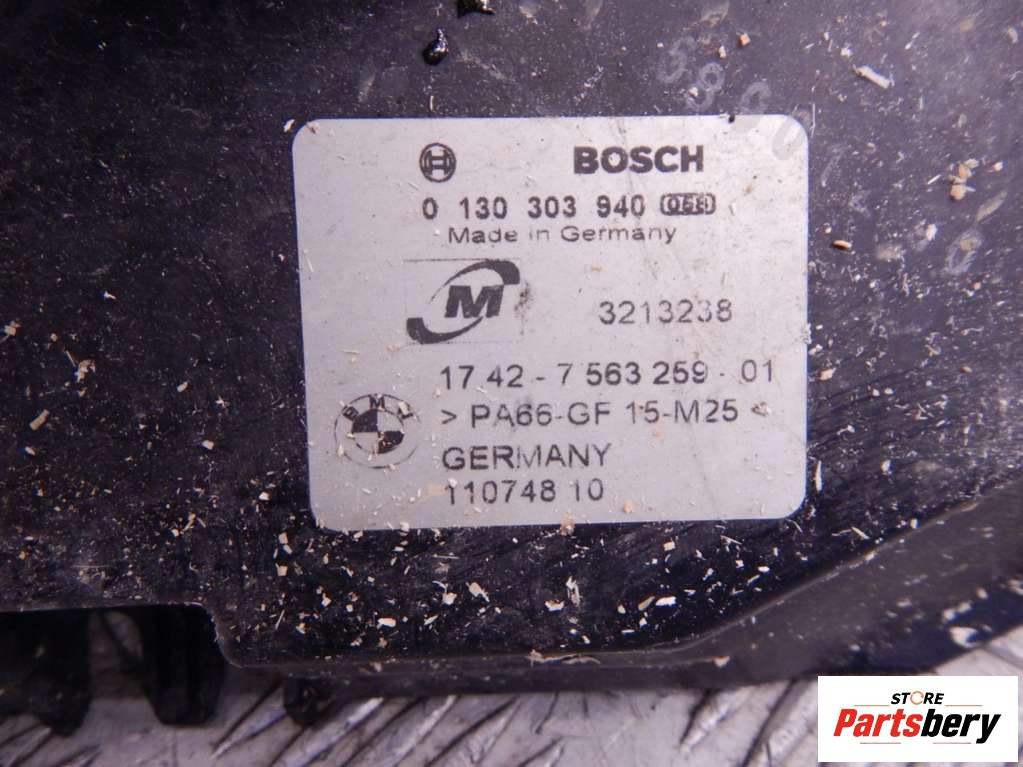 BOSCH
0 130 303 940
Made in Germany
M
3213238
17 42 - 7 563 259 - 01
BMW
> PA66-GF 15-M25 <
GERMANY
110748 10
STORE
Partsbery